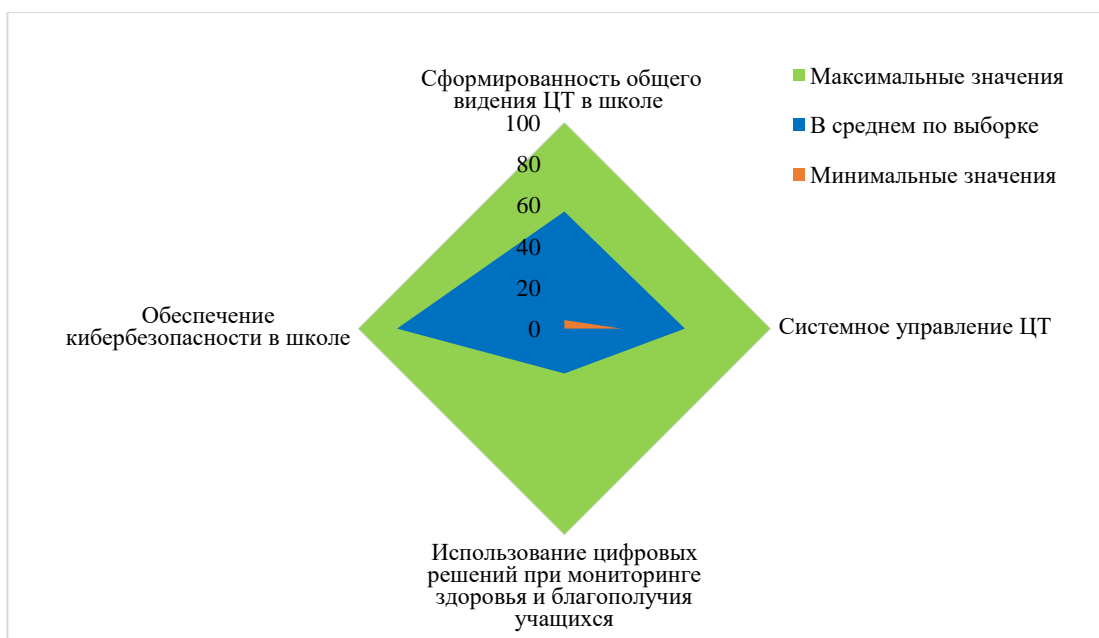 Сформированность общего
видения ЦТ в школе
Максимальные значения
В среднем по выборке
Минимальные значения
100
80
60
40
20
0
Обеспечение
кибербезопасности в школе
Системное управление ЦТ
Использование цифровых
решений при мониторинге
здоровья и благополучия
учащихся